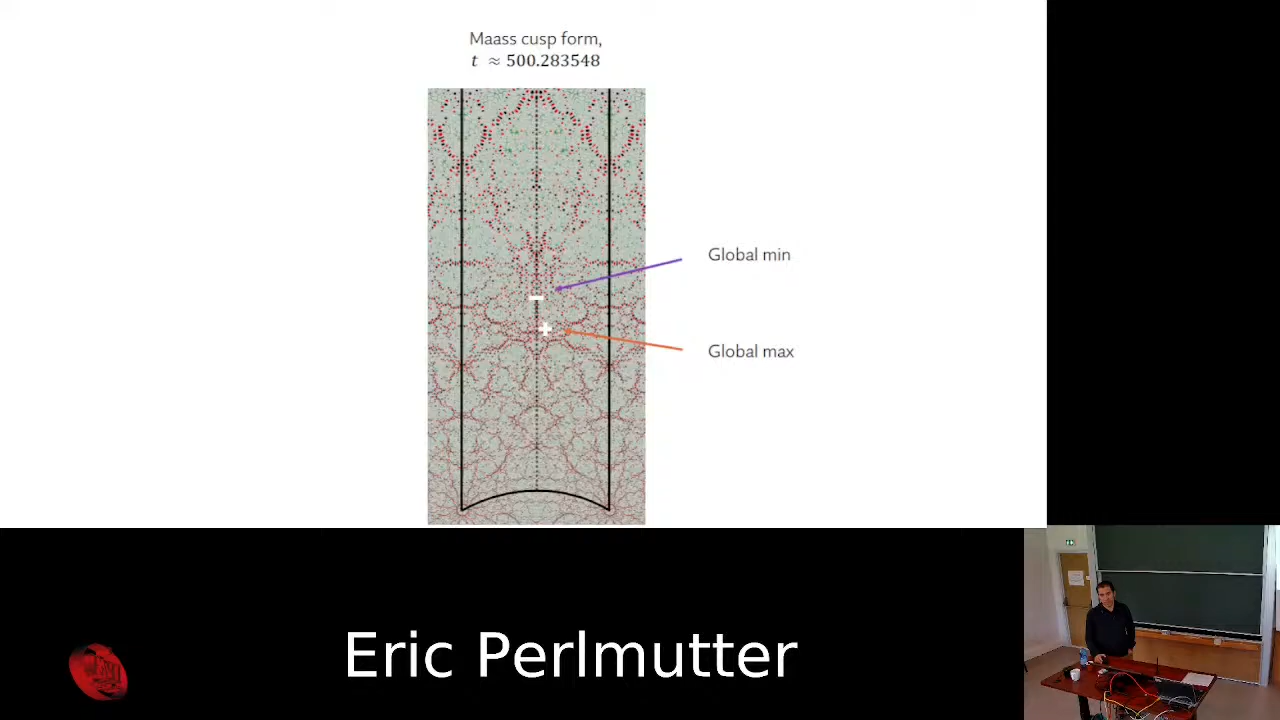 Maass cusp form,
t ≈ 500.283548
Global min
Global max
Eric Perlmutter